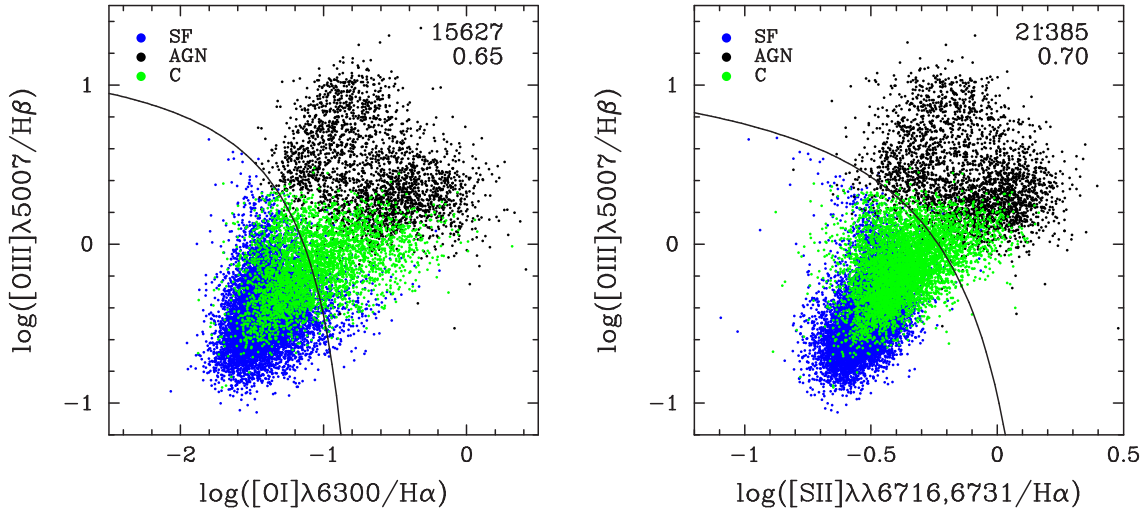 SF
AGN
C
15627
0.65
log([OIII]λ5007/Hβ)
1
0
−1
−2
−1
0
log([OI]λ6300/Hα)
SF
AGN
C
21385
0.70
log([OIII]λ5007/Hβ)
1
0
−1
−1
−0.5
0
0.5
log([SII]λλ6716,6731/Hα)